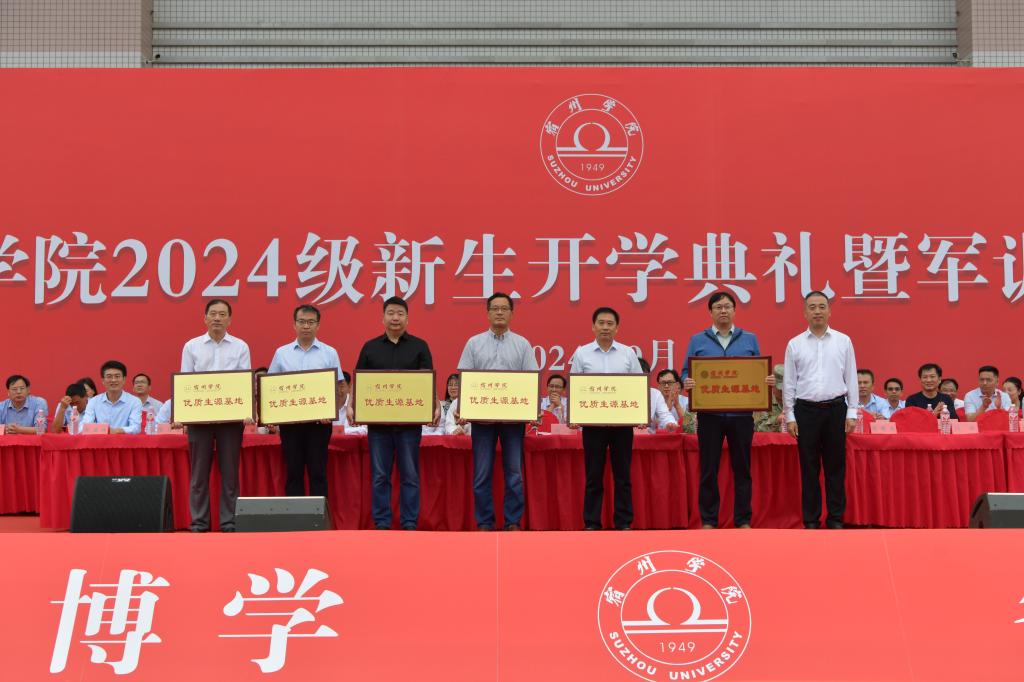 宿州学院
1949
SUZHOU UNIVERSITY
学院2024级新生开学典礼暨军训
2024 月
宿州学院
优质生源基地
宿州学院
优质生源基地
宿州学院
优质生源基地
宿州学院
优质生源基地
宿州学院
优质生源基地
宿州学院
优质生源基地
博学
宿州学院
1949
SUZHOU UNIVERSITY